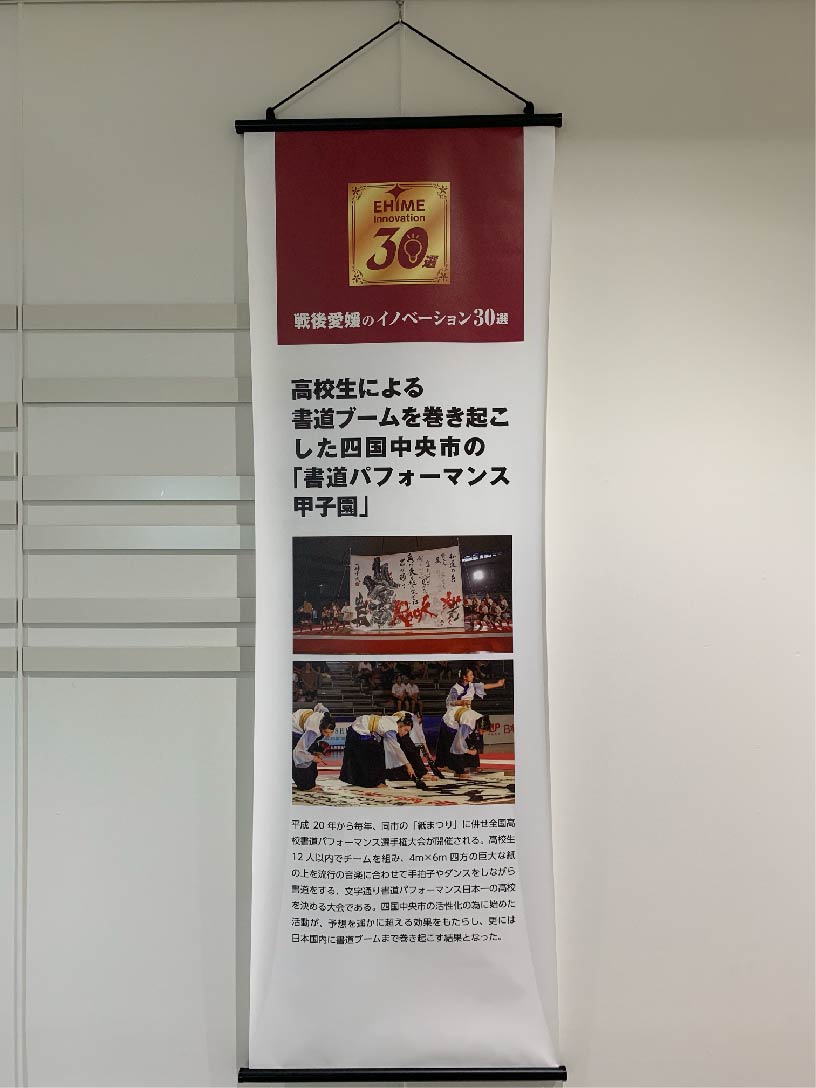 EHIME
Innovation
30選
戦後愛媛のイノベーション30選
高校生による
書道ブームを巻き起こ
した四国中央市の
「書道パフォーマンス
甲子園」
平成 20 年から毎年、同市の「紙まつり」に併せ全国高
校書道パフォーマンス選手権大会が開催される。高校生
12 人以内でチームを組み、4m×6m 四方の巨大な紙
の上を流行の音楽に合わせて手拍子やダンスをしながら
書道をする、文字通り書道パフォーマンス日本一の高校
を決める大会である。四国中央市の活性化の為に始めた
活動が、予想を遥かに超える効果をもたらし、更には
日本国内に書道ブームまで巻き起こす結果となった。